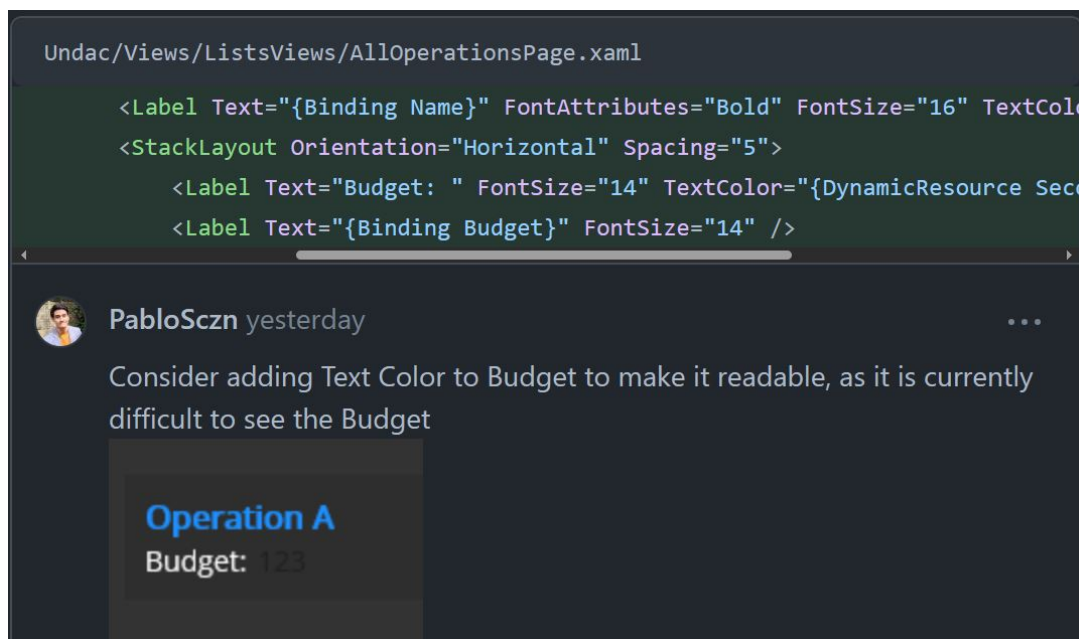 Undac/Views/ListsViews/AllOperationsPage.xaml
<Label Text="{Binding Name}" FontAttributes="Bold" FontSize="16" TextColo
<StackLayout Orientation="Horizontal" Spacing="5">
<Label Text="Budget: " FontSize="14" TextColor="{DynamicResource Seco
<Label Text="{Binding Budget}" FontSize="14" />
PabloSczn yesterday
Consider adding Text Color to Budget to make it readable, as it is currently
difficult to see the Budget
Operation A
Budget: 123